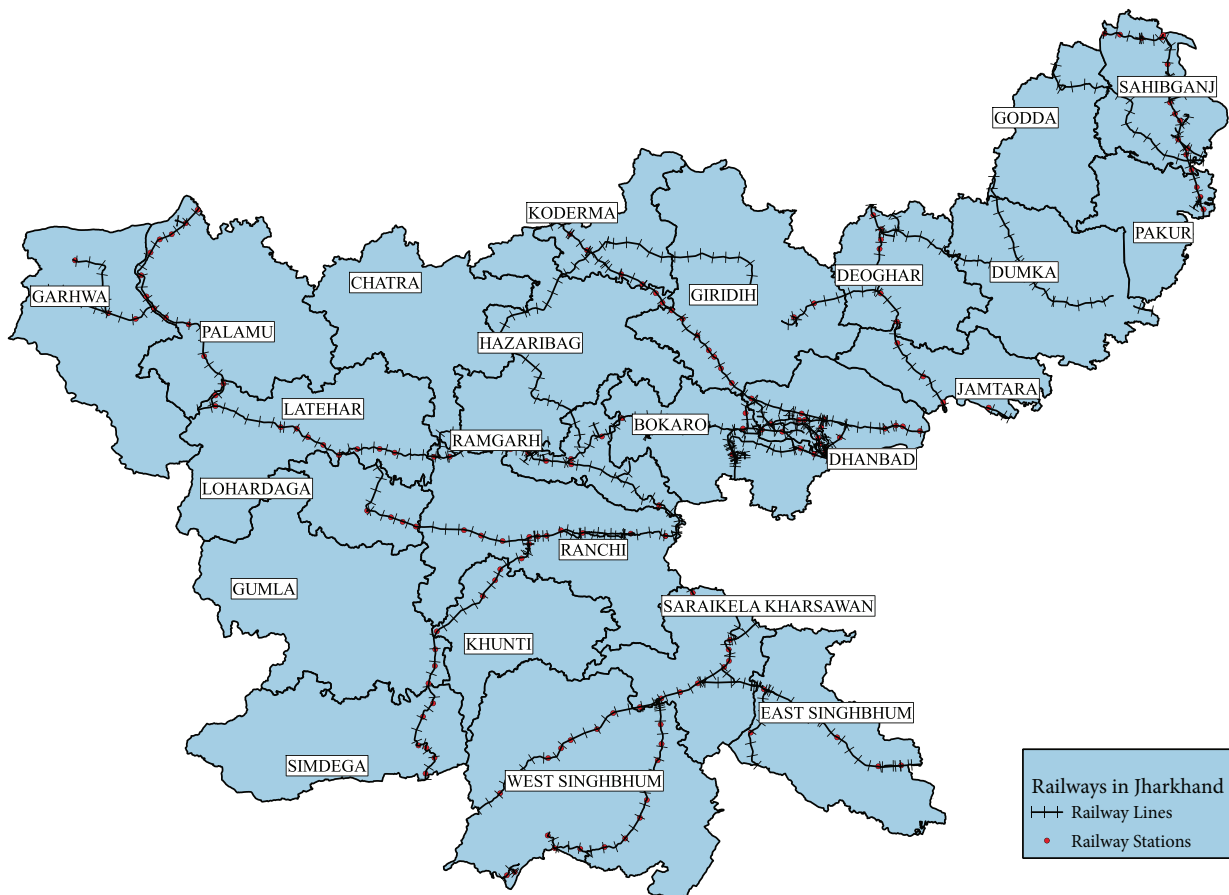 SAHIBGANJ
GODDA
KODERMA
PAKUR
CHATRA
DEOGHAR
DUMKA
GARHWA
GIRIDIH
PALAMU
HAZARIBAG
JAMTARA
LATEHAR
BOKARO
RAMGARH
DHANBAD
LOHARDAGA
RANCHI
GUMLA
SARAIKELA KHARSAWAN
KHUNTI
EAST SINGHBHUM
SIMDEGA
WEST SINGHBHUM
Railways in Jharkhand
Railway Lines
Railway Stations